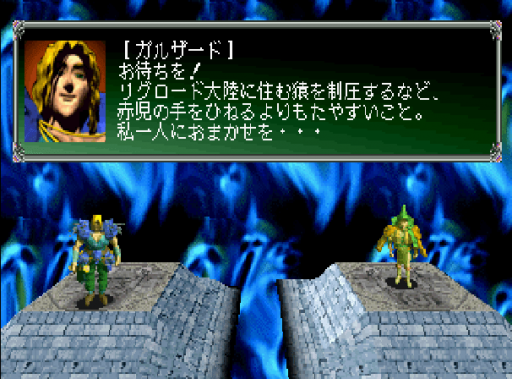 [ガルザード]
お待ちを！
リグロード大陸に住む猿を制圧するなど、
赤児の手をひねるよりもたやすいこと。
私一人におまかせを・・・